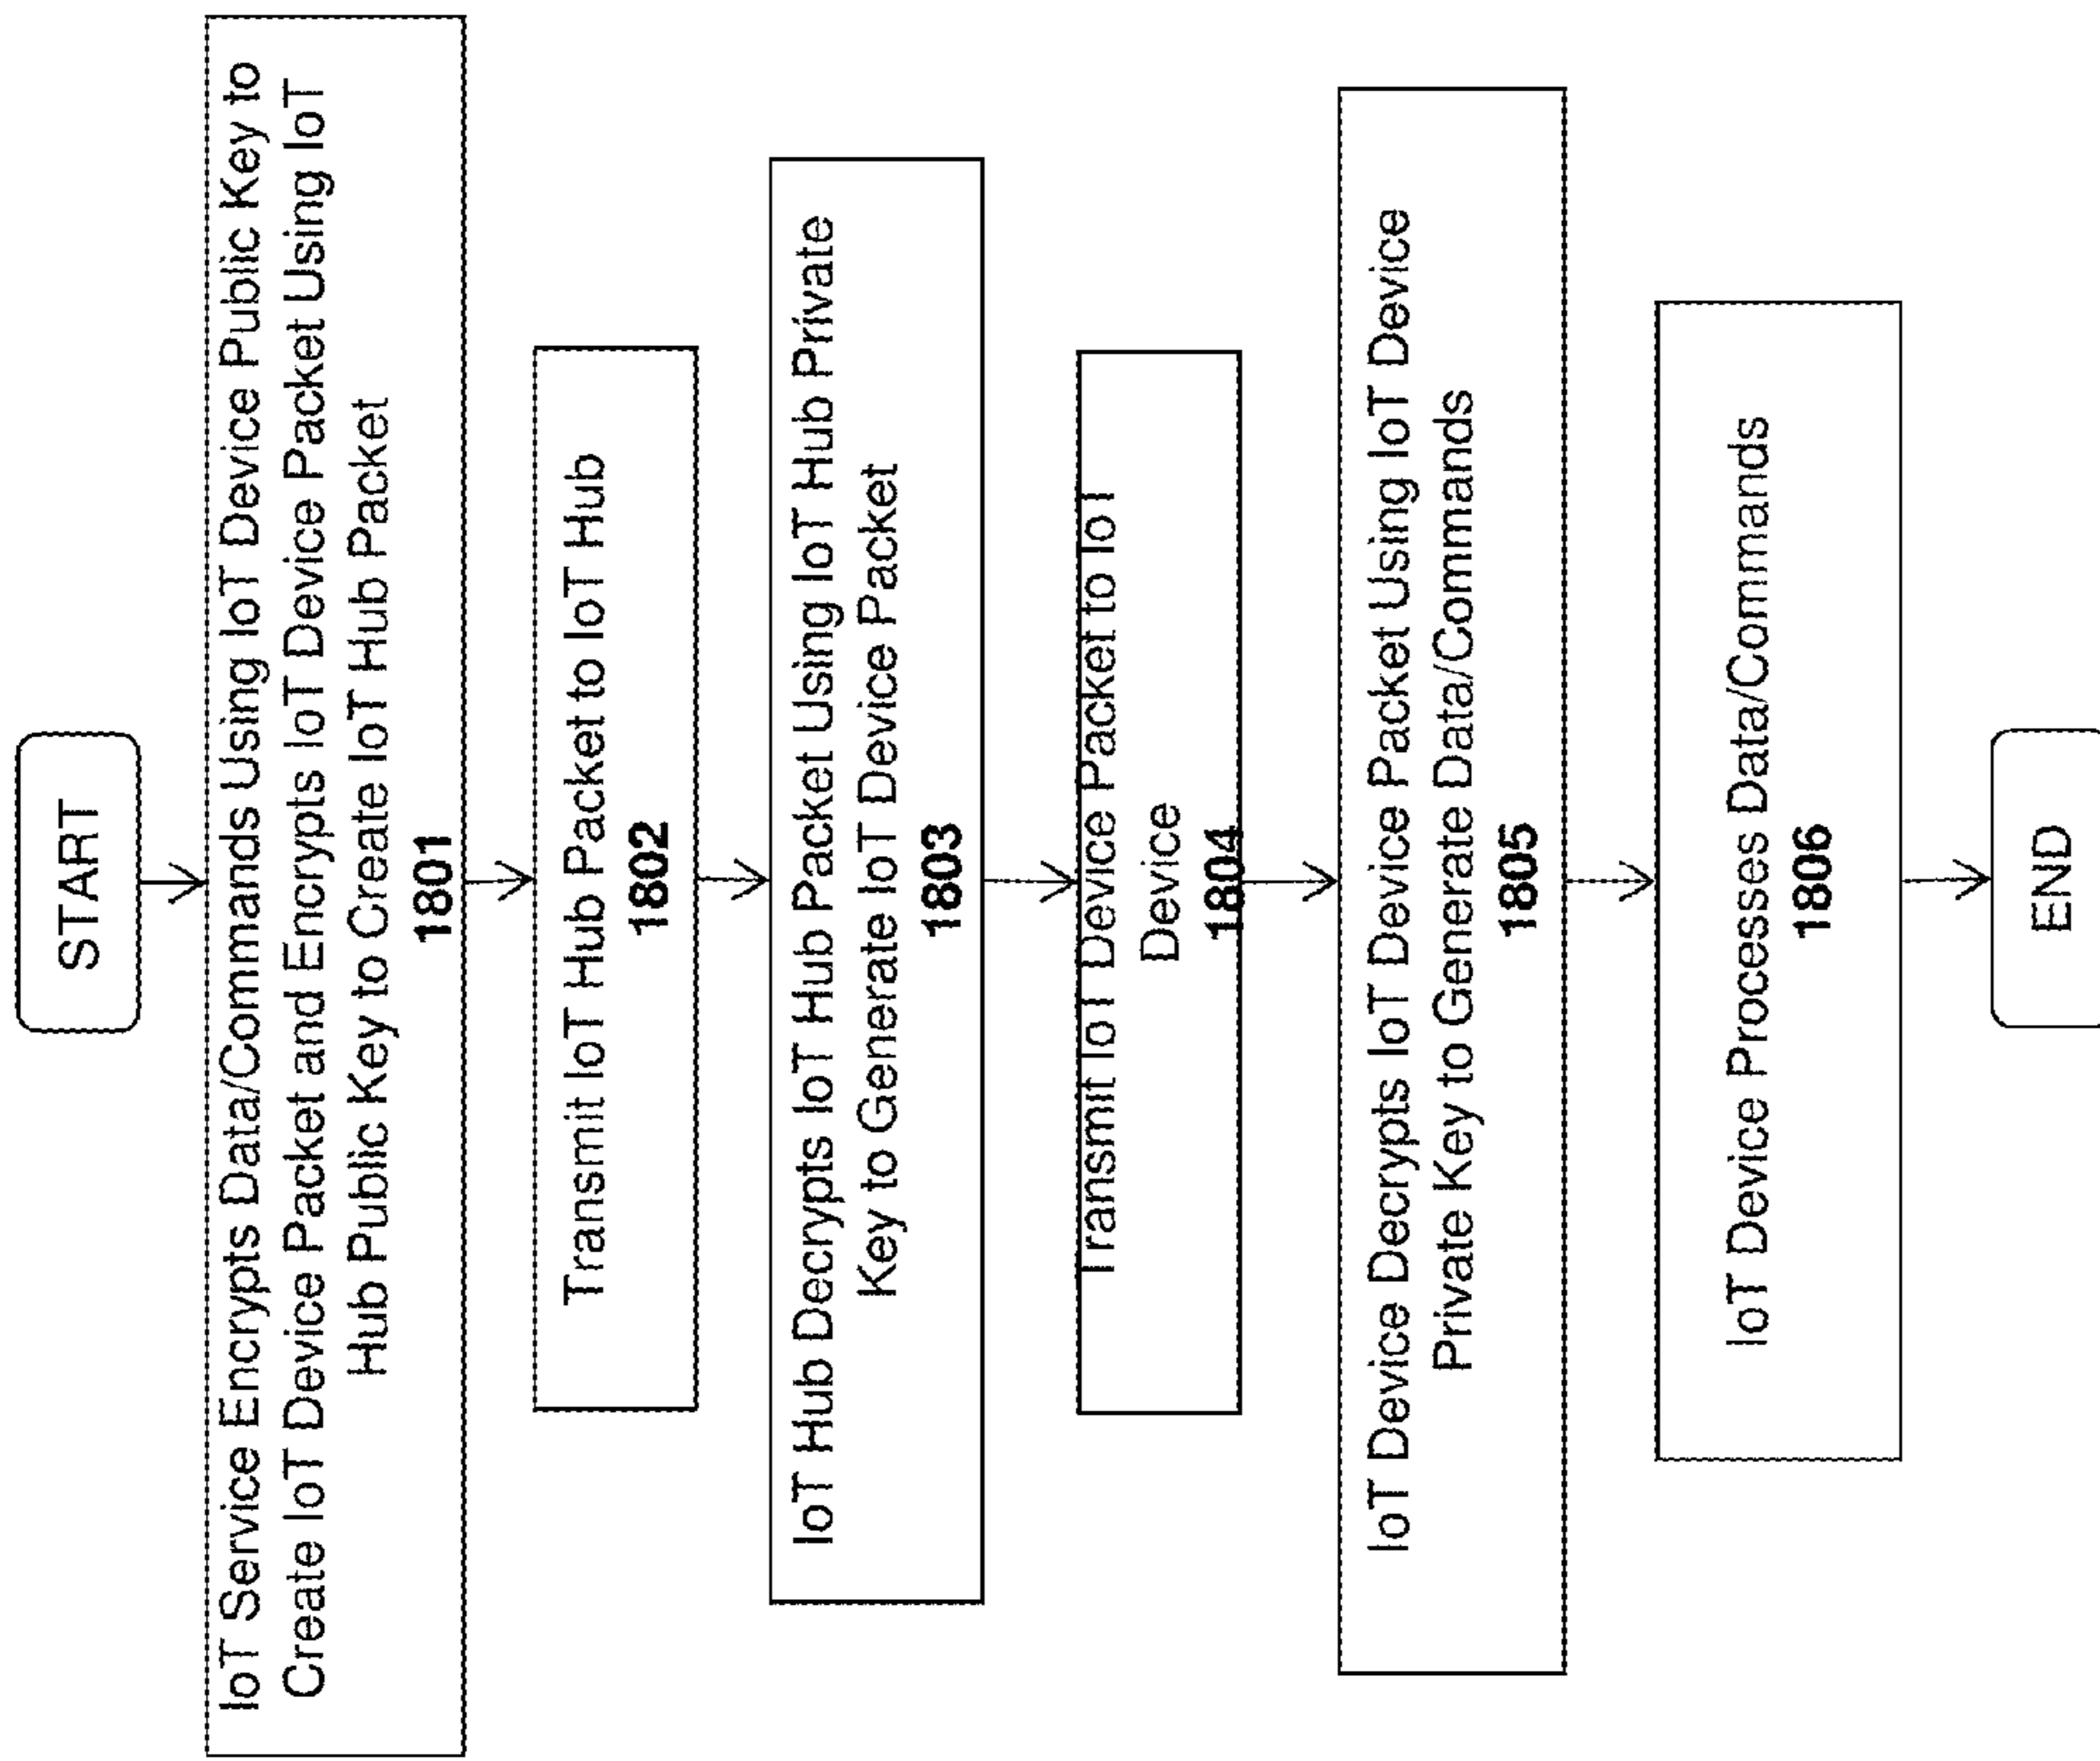 START
IoT Service Encrypts Data/Commands Using IoT Device Public Key to
Create IoT Device Packet and Encrypts IoT Device Packet Using IoT
Hub Public Key to Create IoT Hub Packet
1801
Transmit IoT Hub Packet to IoT Hub
1802
IoT Hub Decrypts IoT Hub Packet Using IoT Hub Private
Key to Generate IoT Device Packet
1803
Transmit IoT Device Packet to IoT
Device
1804
IoT Device Decrypts IoT Device Packet Using IoT Device
Private Key to Generate Data/Commands
1805
IoT Device Processes Data/Commands
1806
END